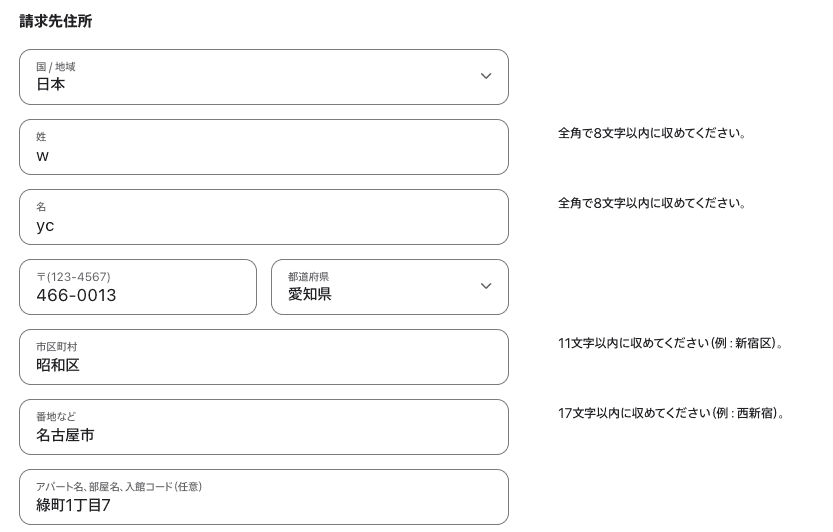 請求先住所
国 / 地域
日本
姓
w
全角で8文字以内に収めてください。
名
yc
全角で8文字以内に収めてください。
〒(123-4567)
466-0013
都道府県
愛知県
市区町村
昭和区
11文字以内に収めてください(例 : 新宿区)。
番地など
名古屋市
17文字以内に収めてください(例 : 西新宿)。
アパート名、部屋名、入館コード(任意)
綠町1丁目7